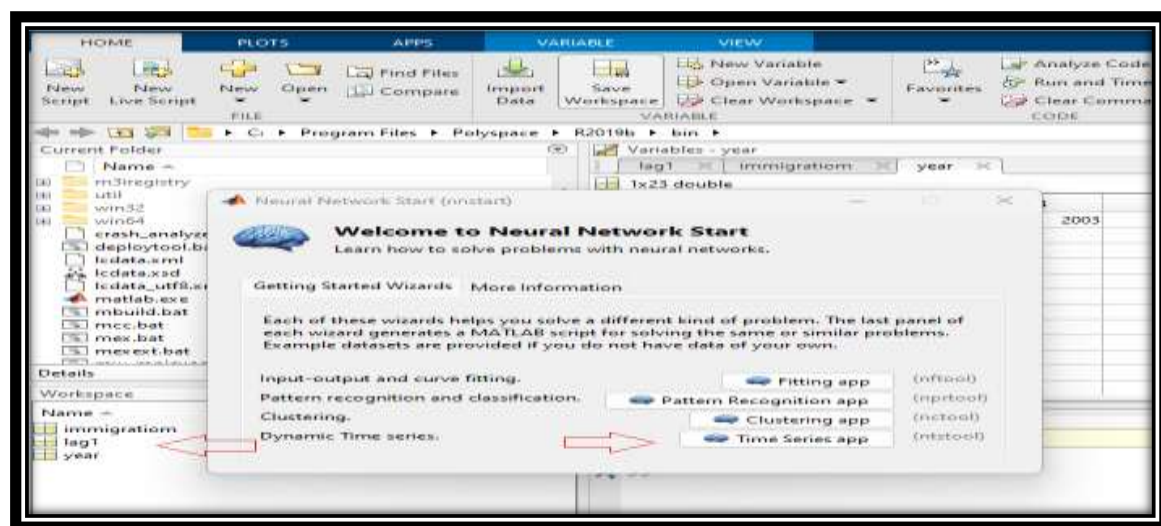 HOME PLOTS APPS VARIABLE VIEW
New Script
New Live Script
New
Open
Find Files
Compare
Import Data
Save Workspace
New Variable
Open Variable
Clear Workspace
Favorites
Analyze Code
Run and Time
Clear Comma
FILE VARIABLE CODE
C: Program Files Polyspace R2019b bin
Current Folder
Name
m3iregistry
util
win32
win64
crash_analyze
deploytool.ba
lcdata.xml
lcdata.xsd
lcdata_utf8.x
matlab.exe
mbuild.bat
mcc.bat
mex.bat
mexext.bat
Details
Workspace
Name
immigratiom
lag1
year
Variables - year
lag1 immigratiom year
1x23 double
2003
Neural Network Start (nnstart)
Welcome to Neural Network Start
Learn how to solve problems with neural networks.
Getting Started Wizards More Information
Each of these wizards helps you solve a different kind of problem. The last panel of
each wizard generates a MATLAB script for solving the same or similar problems.
Example datasets are provided if you do not have data of your own.
Input-output and curve fitting. Fitting app (nftool)
Pattern recognition and classification. Pattern Recognition app (nprtool)
Clustering. Clustering app (nctool)
Dynamic Time series. Time Series app (ntstool)